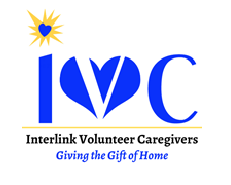 IVC
Interlink Volunteer Caregivers
Giving the Gift of Home